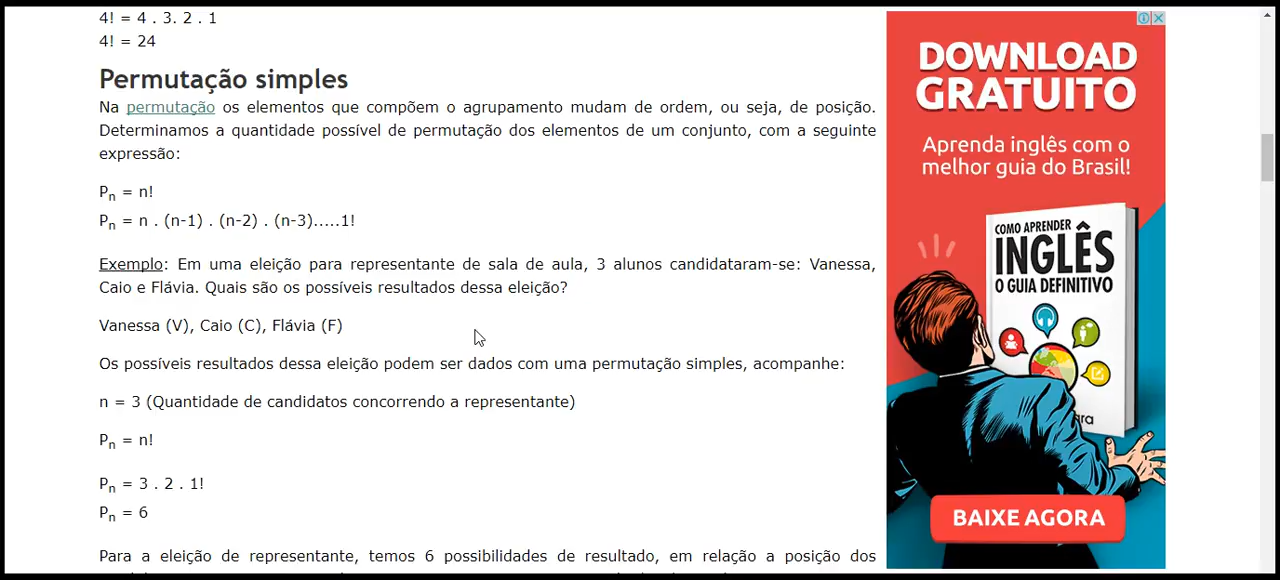 4! = 4 . 3. 2 . 1
4! = 24
Permutação simples
Na permutação os elementos que compõem o agrupamento mudam de ordem, ou seja, de posição.
Determinamos a quantidade possível de permutação dos elementos de um conjunto, com a seguinte
expressão:
Pn = n!
Pn = n . (n-1) . (n-2) . (n-3).....1!
Exemplo: Em uma eleição para representante de sala de aula, 3 alunos candidataram-se: Vanessa,
Caio e Flávia. Quais são os possíveis resultados dessa eleição?
Vanessa (V), Caio (C), Flávia (F)
Os possíveis resultados dessa eleição podem ser dados com uma permutação simples, acompanhe:
n = 3 (Quantidade de candidatos concorrendo a representante)
Pn = n!
Pn = 3 . 2 . 1!
Pn = 6
Para a eleição de representante, temos 6 possibilidades de resultado, em relação a posição dos
DOWNLOAD
GRATUITO
Aprenda inglês com o
melhor guia do Brasil!
COMO APRENDER
INGLÊS
O GUIA DEFINITIVO
BAIXE AGORA